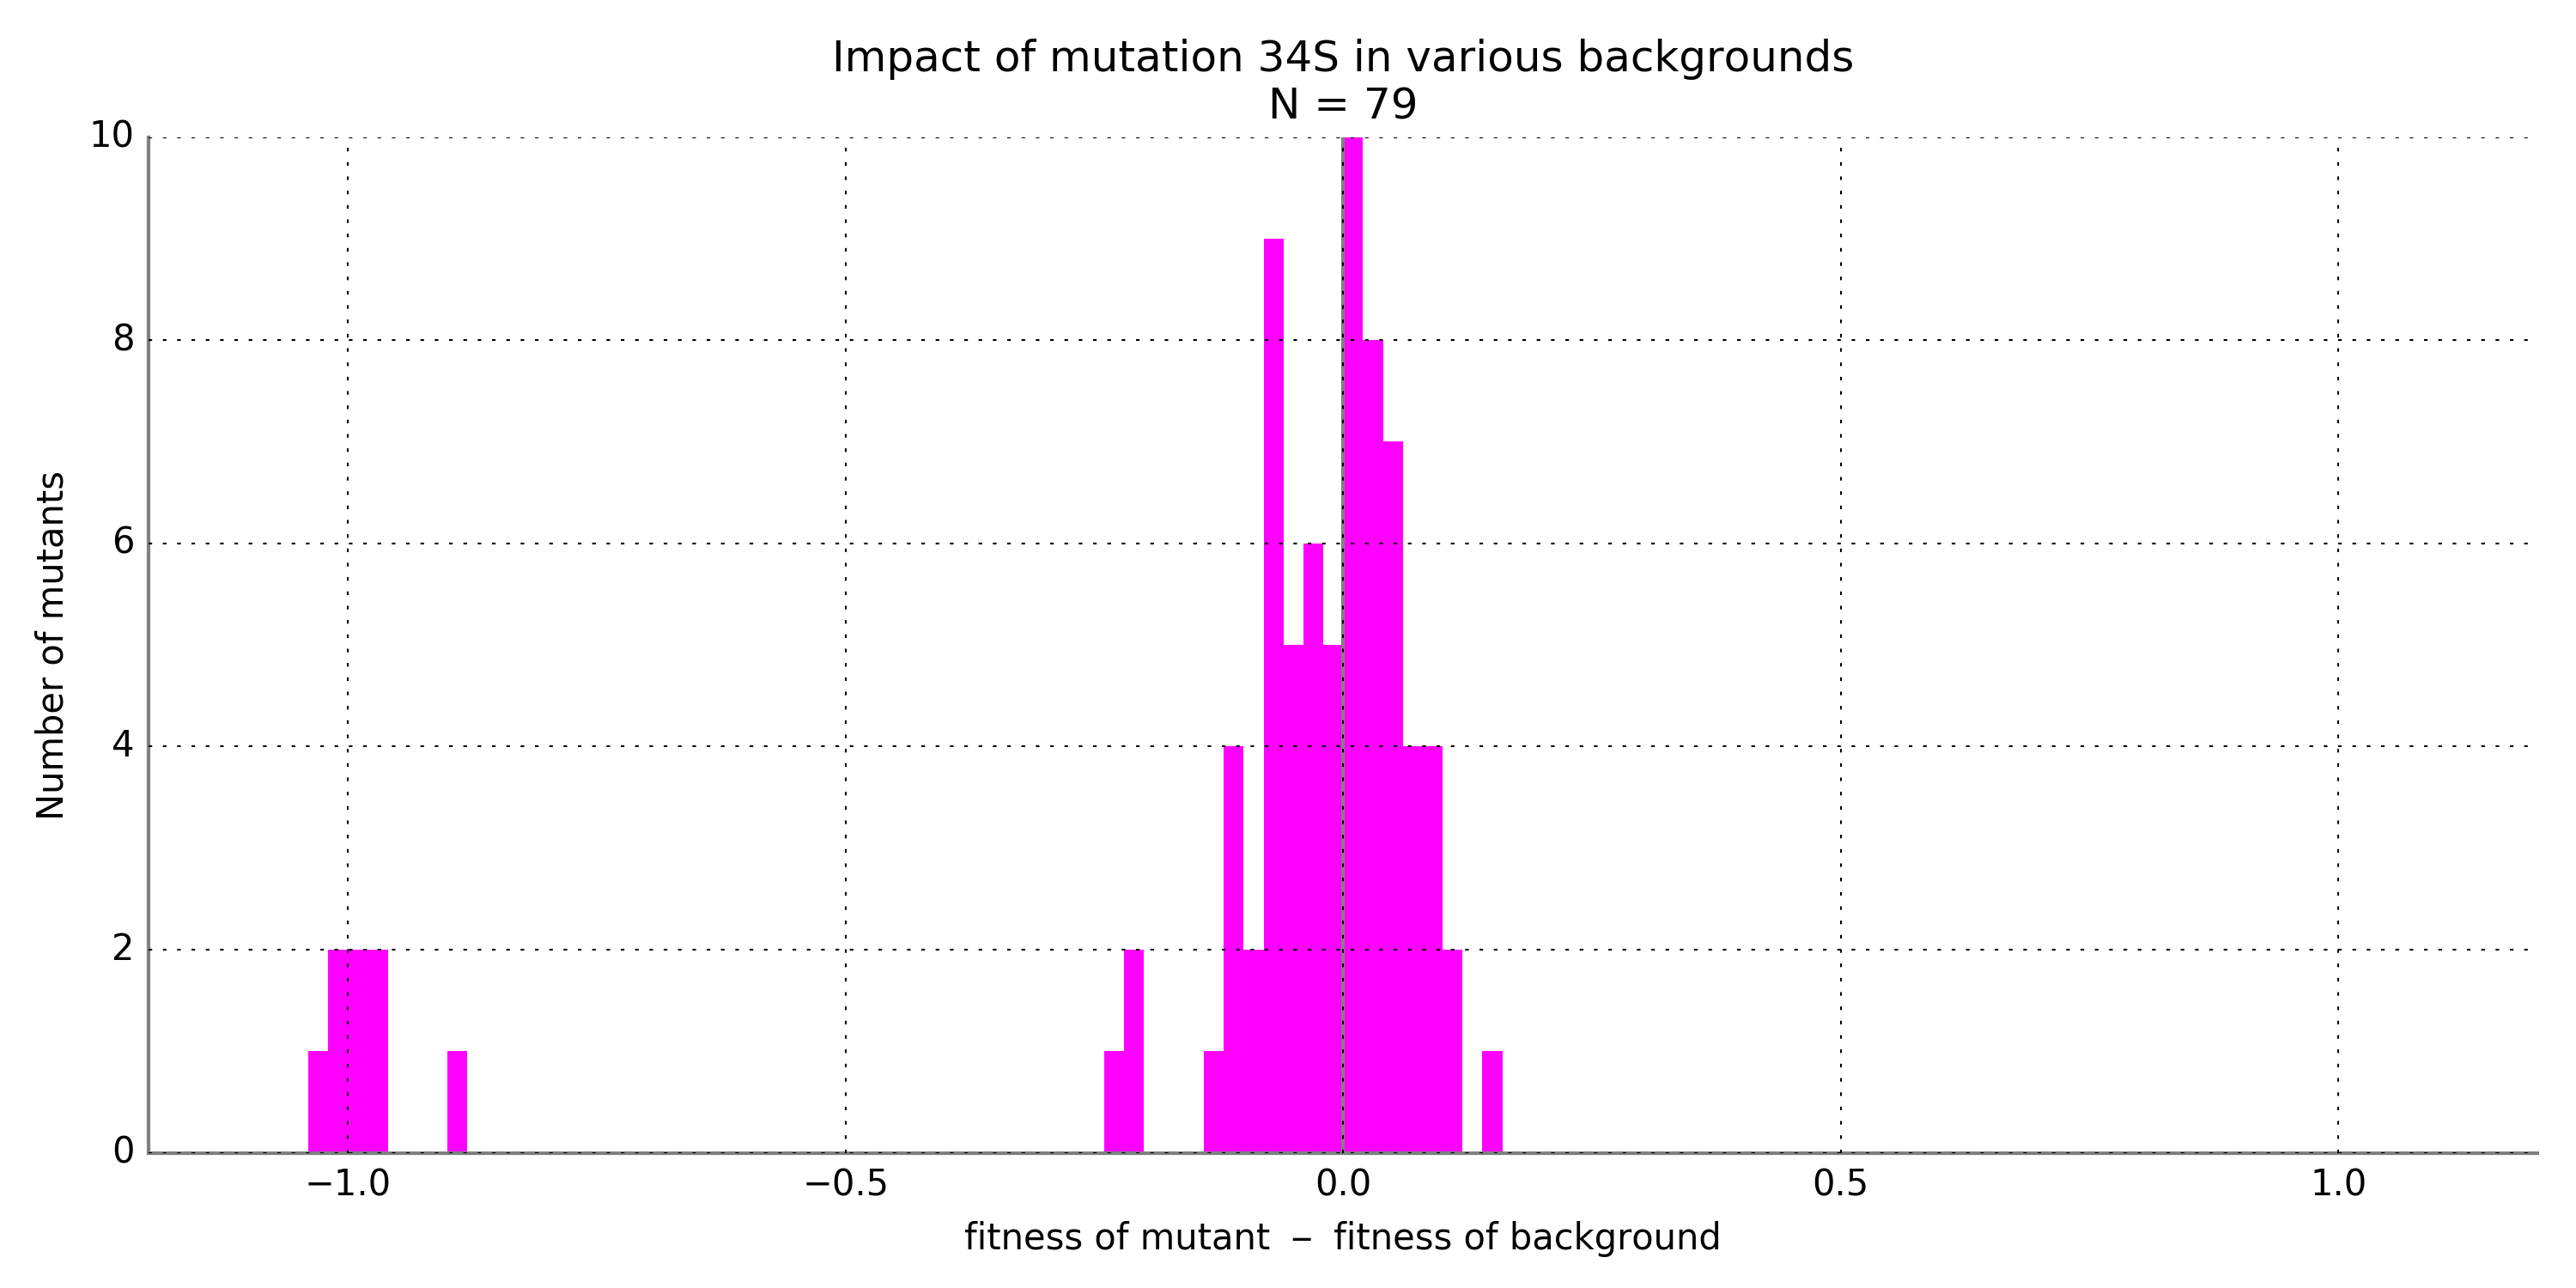 Impact of mutation 34S in various backgrounds
N = 79
10
8
6
4
2
0
Number of mutants
−1.0
−0.5
0.0
0.5
1.0
fitness of mutant – fitness of background